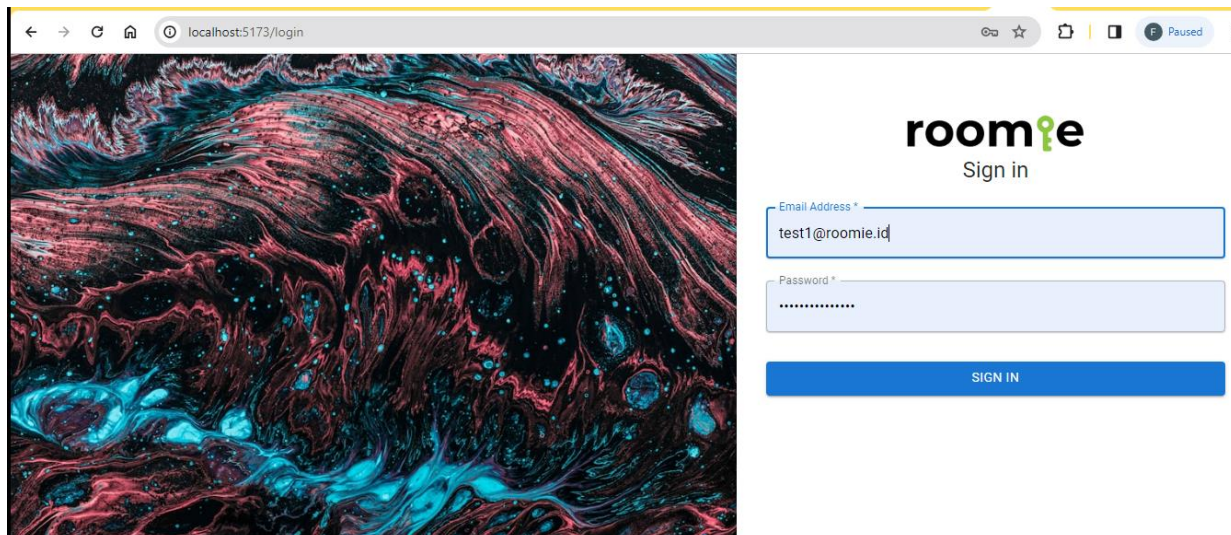 localhost:5173/login
F Paused
roomie
Sign in
Email Address *
test1@roomie.id
Password *
•••••••••••••••
SIGN IN